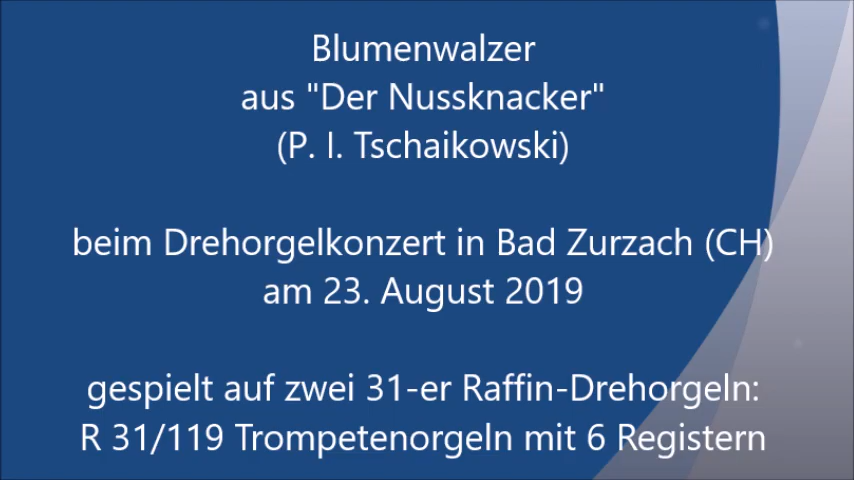 Blumenwalzer
aus "Der Nussknacker"
(P. I. Tschaikowski)
beim Drehorgelkonzert in Bad Zurzach (CH)
am 23. August 2019
gespielt auf zwei 31-er Raffin-Drehorgeln:
R 31/119 Trompetenorgeln mit 6 Registern